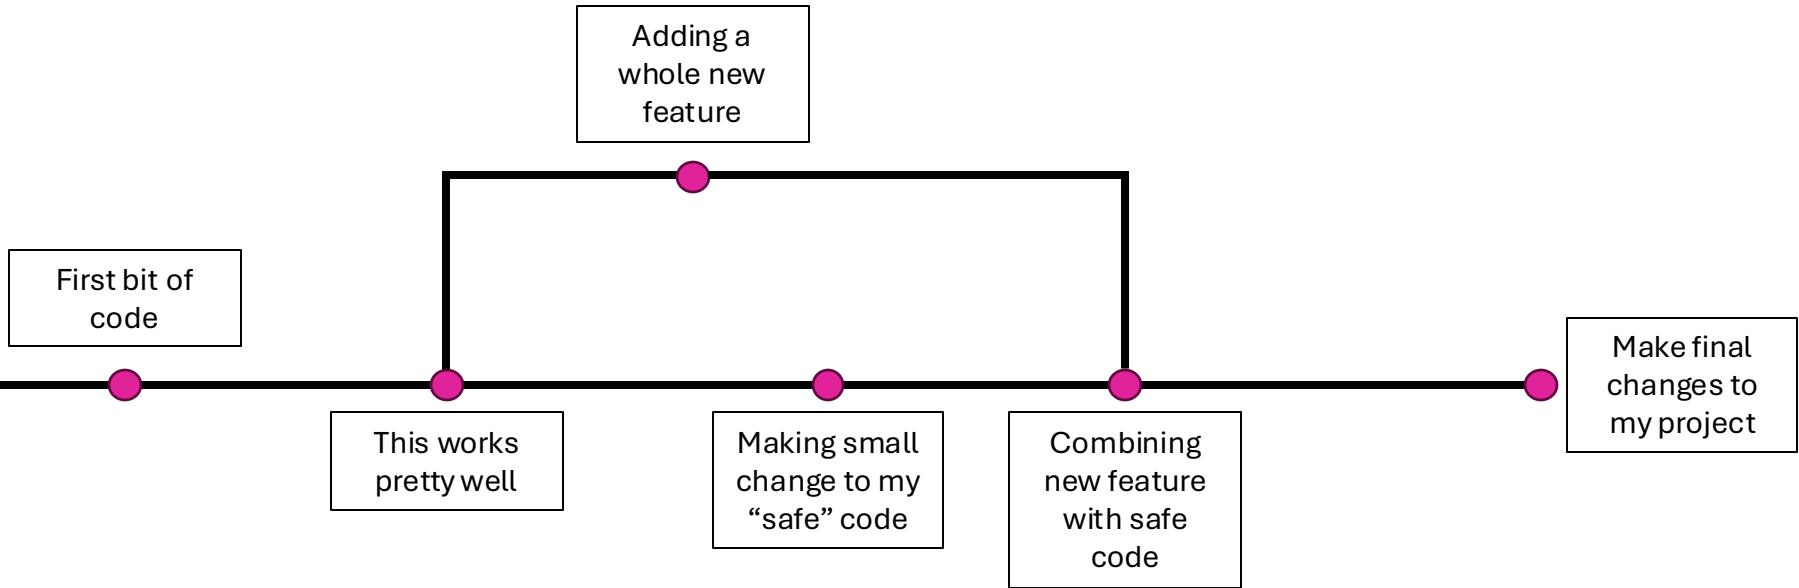 Adding a
whole new
feature
First bit of
code
This works
pretty well
Making small
change to my
“safe” code
Combining
new feature
with safe
code
Make final
changes to
my project